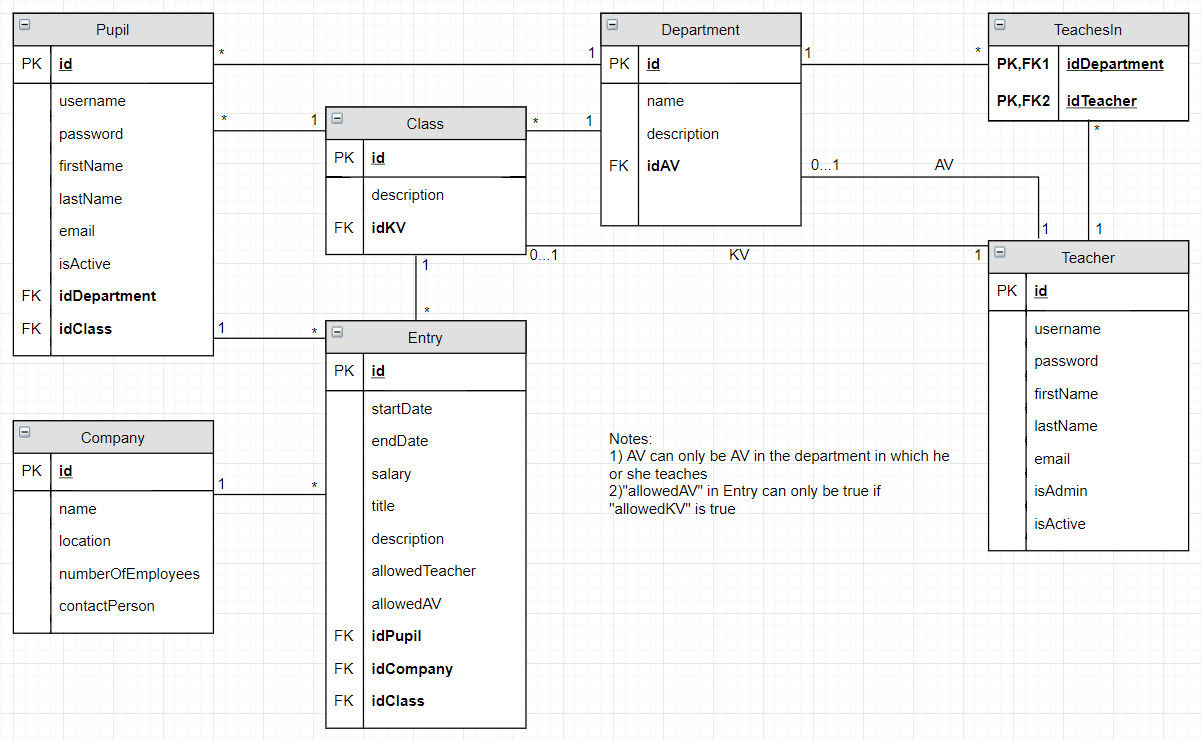 Pupil
PK id
username
password
firstName
lastName
email
isActive
FK idDepartment
FK idClass
* 1
* 1
Class
PK id
description
FK idKV
* 1
Department
PK id
name
description
FK idAV
1 *
TeachesIn
PK,FK1 idDepartment
PK,FK2 idTeacher
*
1
0...1 AV
1
0...1 KV 1
Teacher
PK id
username
password
firstName
lastName
email
isAdmin
isActive
1
*
1 *
Entry
PK id
startDate
endDate
salary
title
description
allowedTeacher
allowedAV
FK idPupil
FK idCompany
FK idClass
Company
PK id
name
location
numberOfEmployees
contactPerson
1 *
Notes:
1) AV can only be AV in the department in which he
or she teaches
2)"allowedAV" in Entry can only be true if
"allowedKV" is true